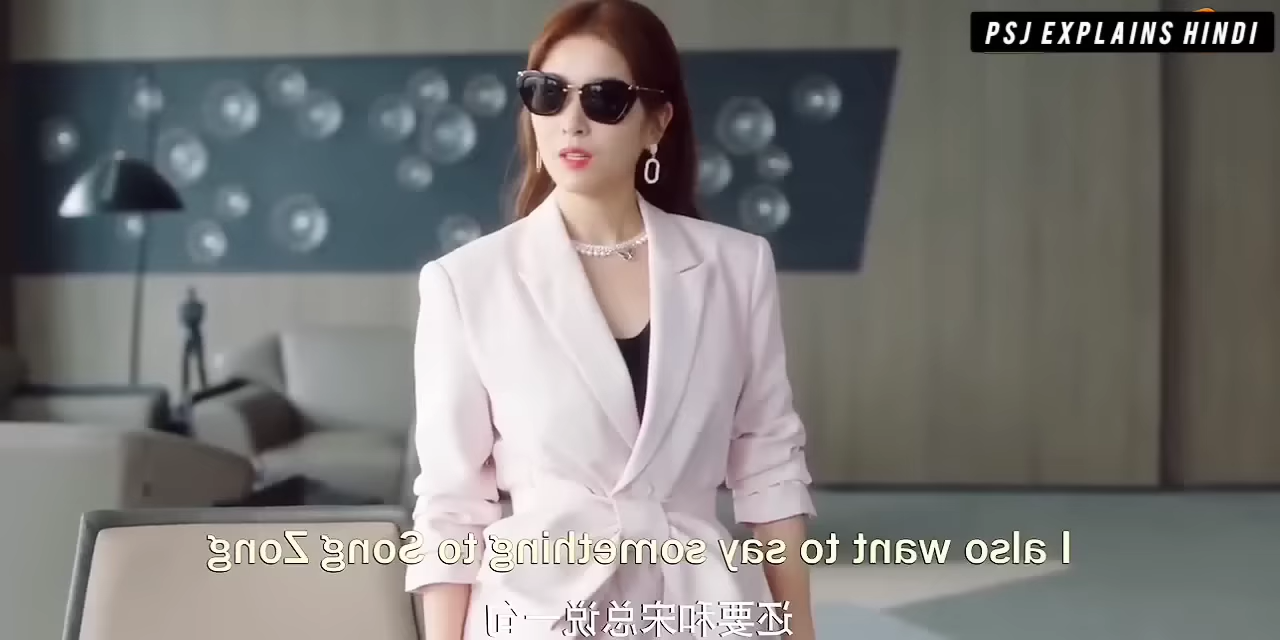 PSJ EXPLAINS HINDI
I also want to say something to Song Zong
还要和宋总说一句